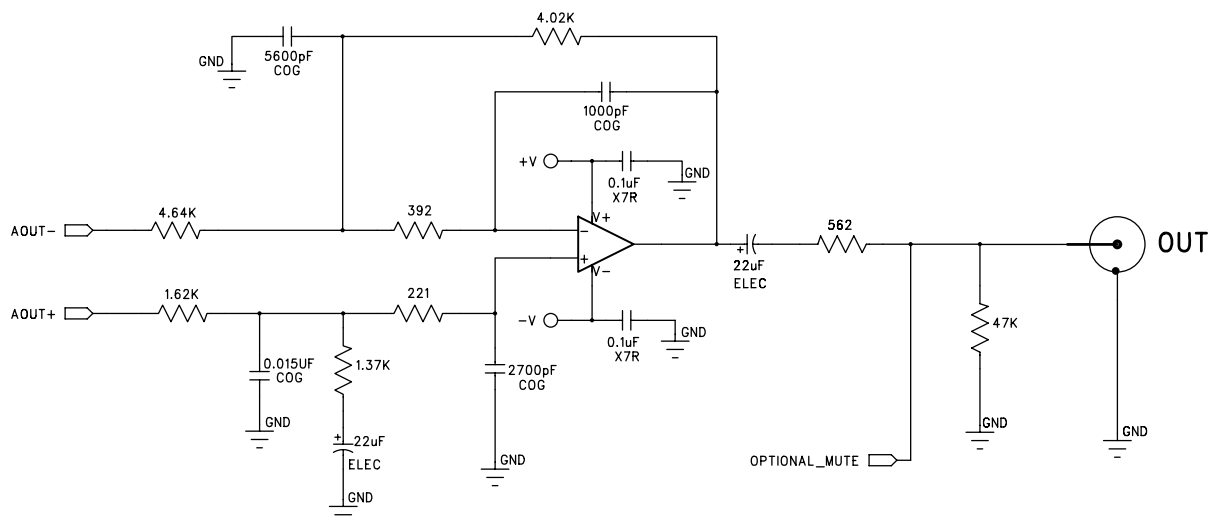 4.02K
GND
5600pF
COG
1000pF
COG
+V
GND
0.1uF
X7R
V+
4.64K
392
AOUT-
-
+
562
OUT
+
22uF
ELEC
V-
1.62K
221
AOUT+
-V
GND
0.1uF
X7R
47K
0.015UF
COG
1.37K
2700pF
COG
GND
GND
GND
+
22uF
ELEC
GND
GND
OPTIONAL_MUTE